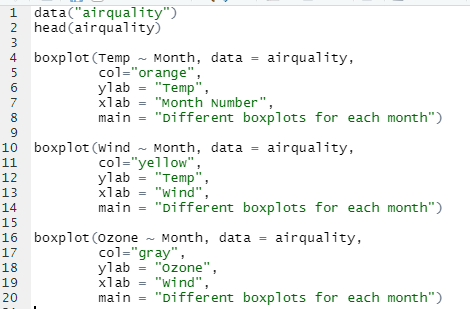 1 data("airquality")
2 head(airquality)
3
4 boxplot(Temp ~ Month, data = airquality,
5 col="orange",
6 ylab = "Temp",
7 xlab = "Month Number",
8 main = "Different boxplots for each month")
9
10 boxplot(Wind ~ Month, data = airquality,
11 col="yellow",
12 ylab = "Temp",
13 xlab = "Wind",
14 main = "Different boxplots for each month")
15
16 boxplot(Ozone ~ Month, data = airquality,
17 col="gray",
18 ylab = "Ozone",
19 xlab = "Wind",
20 main = "Different boxplots for each month")